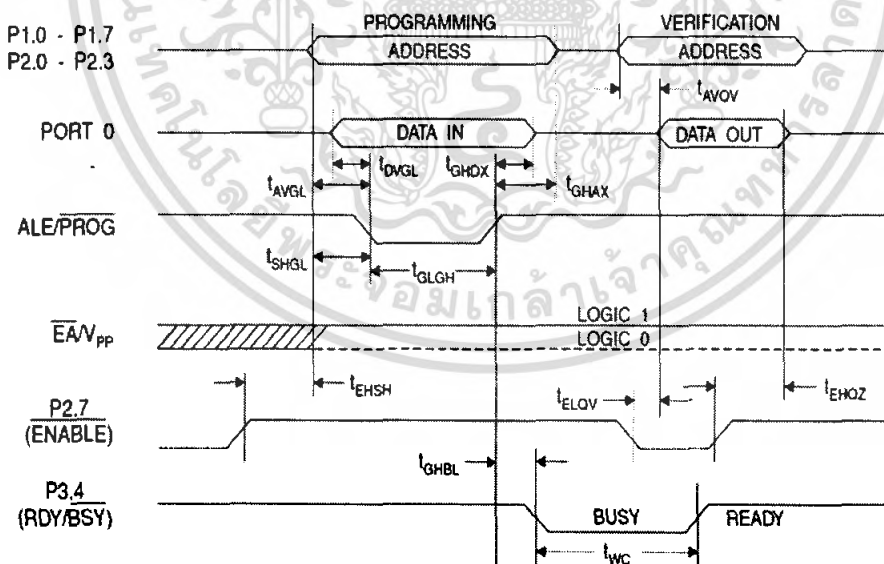 PROGRAMMING
VERIFICATION
P1.0 - P1.7
P2.0 - P2.3
ADDRESS
ADDRESS
tAVQV
PORT 0
DATA IN
DATA OUT
tDVGL
tGHDX
tAVGL
tGHAX
ALE/PROG
tSHGL
tGLGH
LOGIC 1
EA/VPP
LOGIC 0
tEHSH
tELQV
tEHQZ
P2.7
(ENABLE)
tGHBL
P3.4
(RDY/BSY)
BUSY
READY
tWC